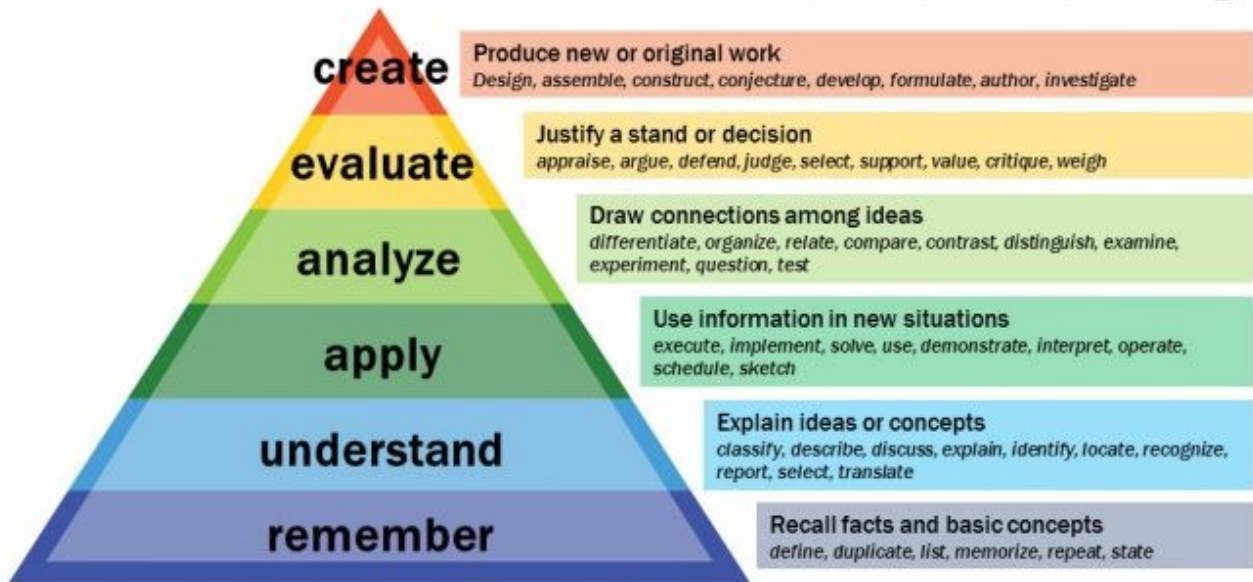 create
Produce new or original work
Design, assemble, construct, conjecture, develop, formulate, author, investigate
evaluate
Justify a stand or decision
appraise, argue, defend, judge, select, support, value, critique, weigh
analyze
Draw connections among ideas
differentiate, organize, relate, compare, contrast, distinguish, examine,
experiment, question, test
apply
Use information in new situations
execute, implement, solve, use, demonstrate, interpret, operate,
schedule, sketch
understand
Explain ideas or concepts
classify, describe, discuss, explain, identify, locate, recognize,
report, select, translate
remember
Recall facts and basic concepts
define, duplicate, list, memorize, repeat, state